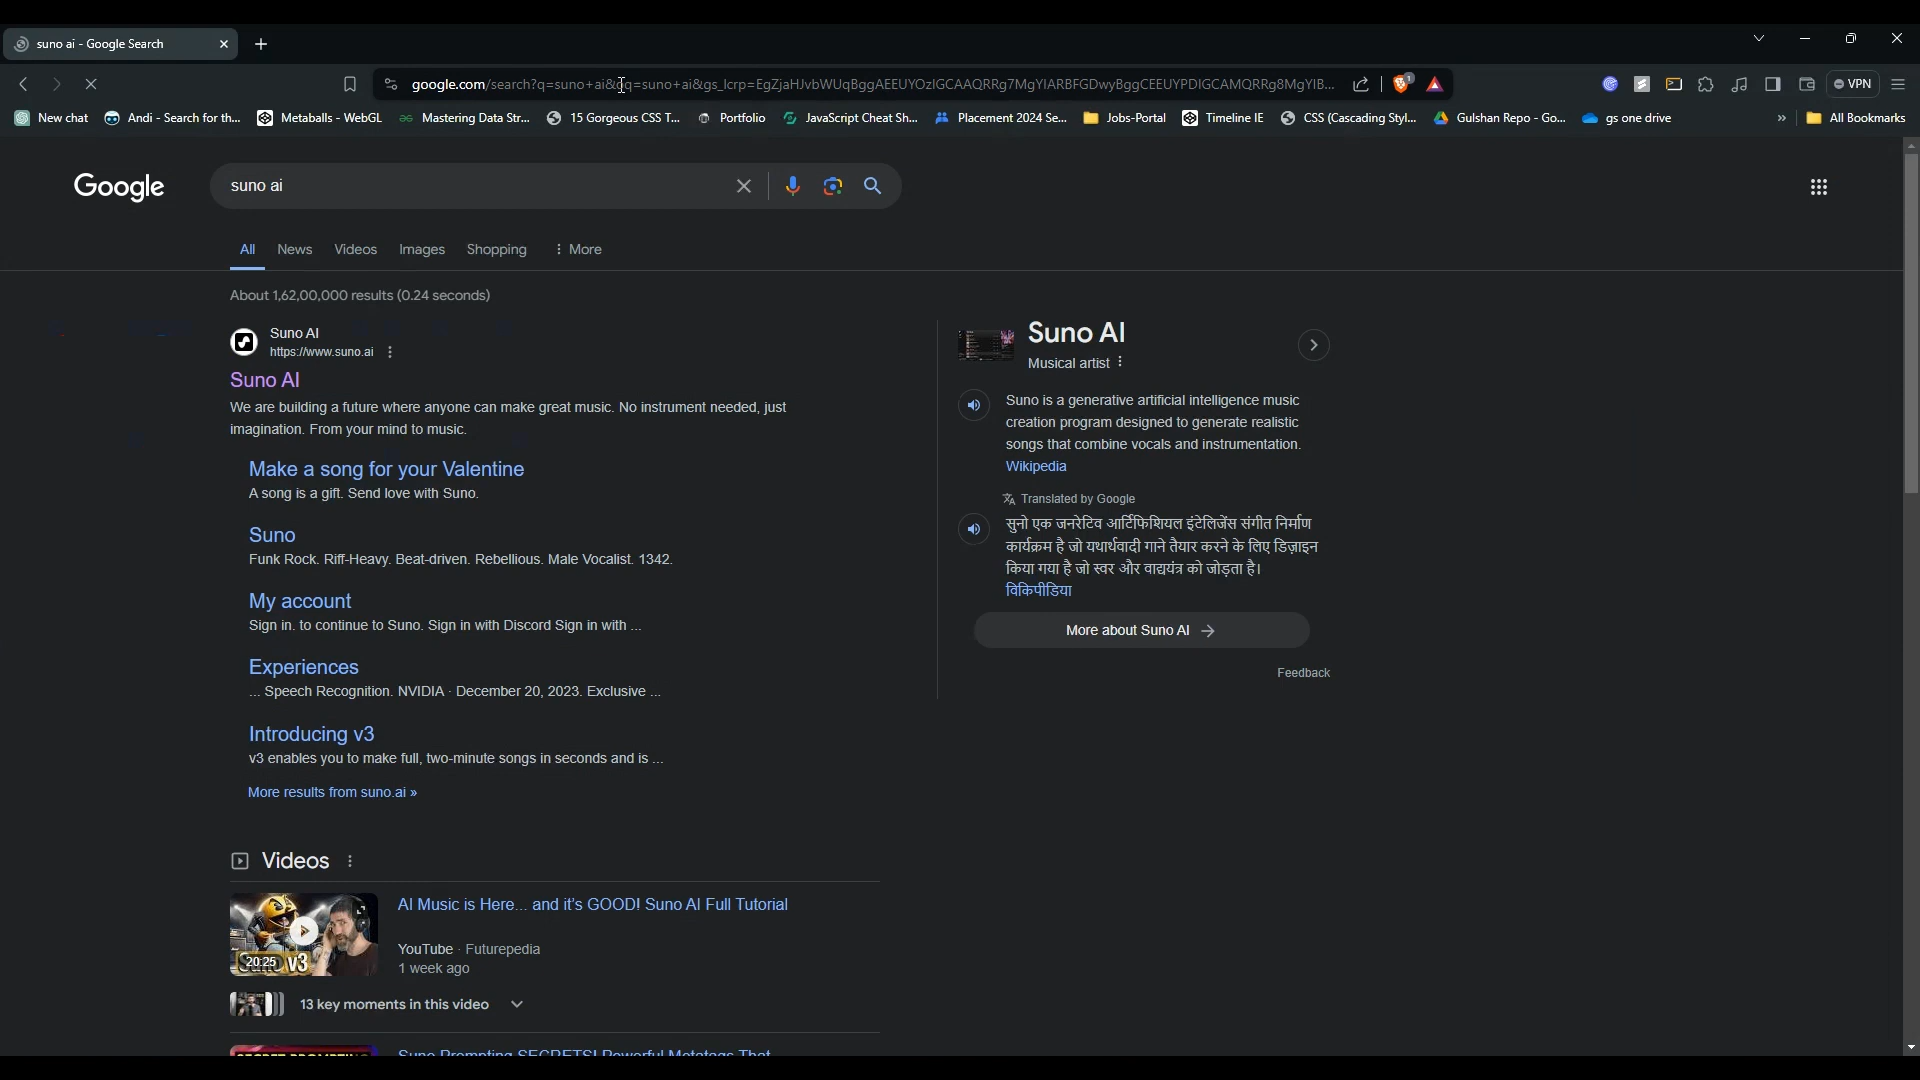 suno ai - Google Search
google.com/search?q=suno+ai&oq=suno+ai&gs_lcrp=EgZjaHJvbWUqBggAEEUYOzIGCAAQRRg7MgYIARBFGDwyBggCEEUYPDIGCAMQRRg8MgYIB...
VPN
New chat
Andi - Search for th...
Metaballs - WebGL
Mastering Data Str...
15 Gorgeous CSS T...
Portfolio
JavaScript Cheat Sh...
Placement 2024 Se...
Jobs-Portal
Timeline IE
CSS (Cascading Styl...
Gulshan Repo - Go...
gs one drive
»
All Bookmarks
Google
suno ai
All
News
Videos
Images
Shopping
More
About 1,62,00,000 results (0.24 seconds)
Suno AI
https://www.suno.ai
Suno AI
We are building a future where anyone can make great music. No instrument needed, just
imagination. From your mind to music.
Make a song for your Valentine
A song is a gift. Send love with Suno.
Suno
Funk Rock. Riff-Heavy. Beat-driven. Rebellious. Male Vocalist. 1342.
My account
Sign in. to continue to Suno. Sign in with Discord Sign in with ...
Experiences
... Speech Recognition. NVIDIA · December 20, 2023. Exclusive ...
Introducing v3
v3 enables you to make full, two-minute songs in seconds and is ...
More results from suno.ai »
Videos
20:25
Suno v3
AI Music is Here... and it's GOOD! Suno AI Full Tutorial
YouTube · Futurepedia
1 week ago
13 key moments in this video
SECRET PROMPTING
Suno Prompting SECRETS! Powerful Metatags That
Suno AI
Musical artist
Suno is a generative artificial intelligence music
creation program designed to generate realistic
songs that combine vocals and instrumentation.
Wikipedia
Translated by Google
सुनो एक जनरेटिव आर्टिफिशियल इंटेलिजेंस संगीत निर्माण
कार्यक्रम है जो यथार्थवादी गाने तैयार करने के लिए डिज़ाइन
किया गया है जो स्वर और वाद्ययंत्र को जोड़ता है।
विकिपीडिया
More about Suno AI
Feedback